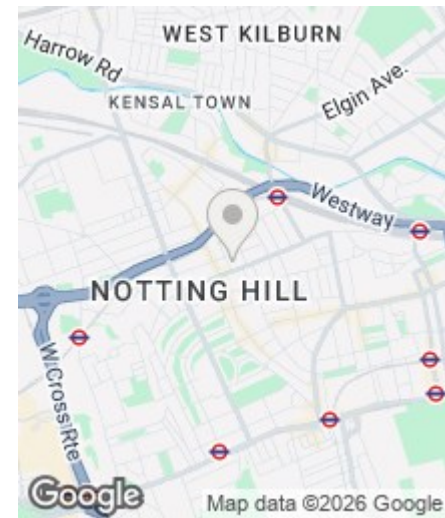 WEST KILBURN
Harrow Rd
KENSAL TOWN
Elgin Ave.
Westway
NOTTING HILL
W Cross Rte
Google
Map data ©2026 Google